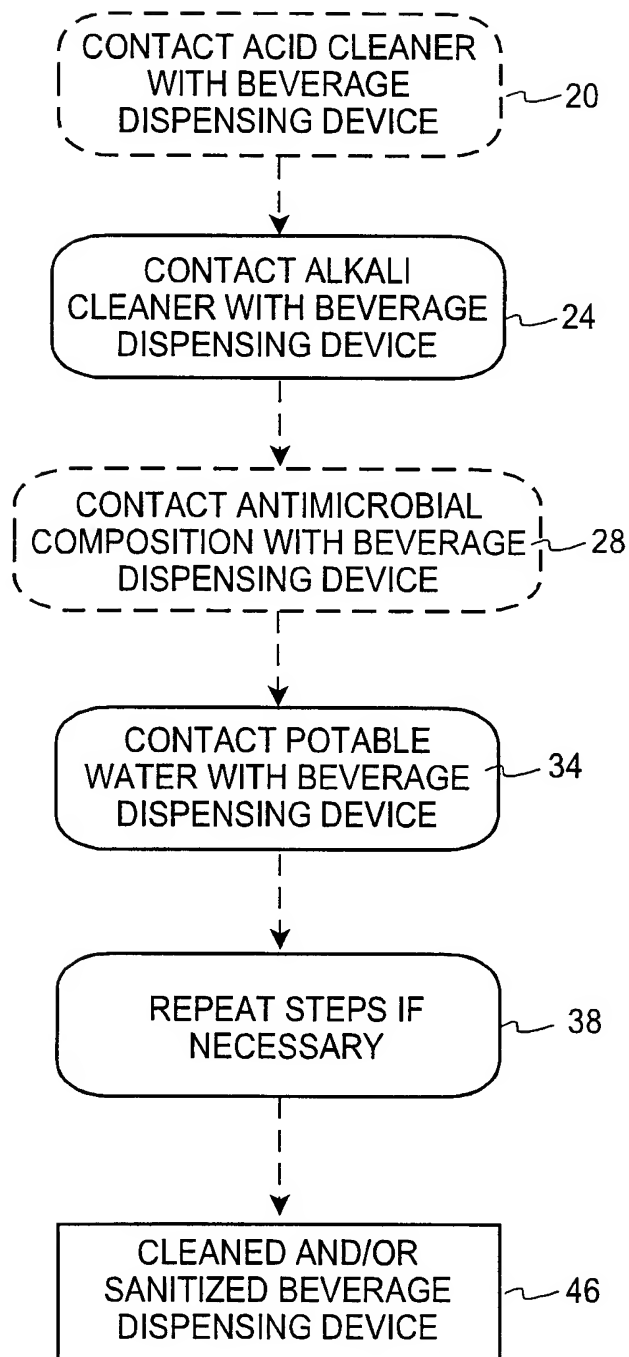 CONTACT ACID CLEANER
WITH BEVERAGE
DISPENSING DEVICE
20
CONTACT ALKALI
CLEANER WITH BEVERAGE
DISPENSING DEVICE
24
CONTACT ANTIMICROBIAL
COMPOSITION WITH BEVERAGE
DISPENSING DEVICE
28
CONTACT POTABLE
WATER WITH BEVERAGE
DISPENSING DEVICE
34
REPEAT STEPS IF
NECESSARY
38
CLEANED AND/OR
SANITIZED BEVERAGE
DISPENSING DEVICE
46